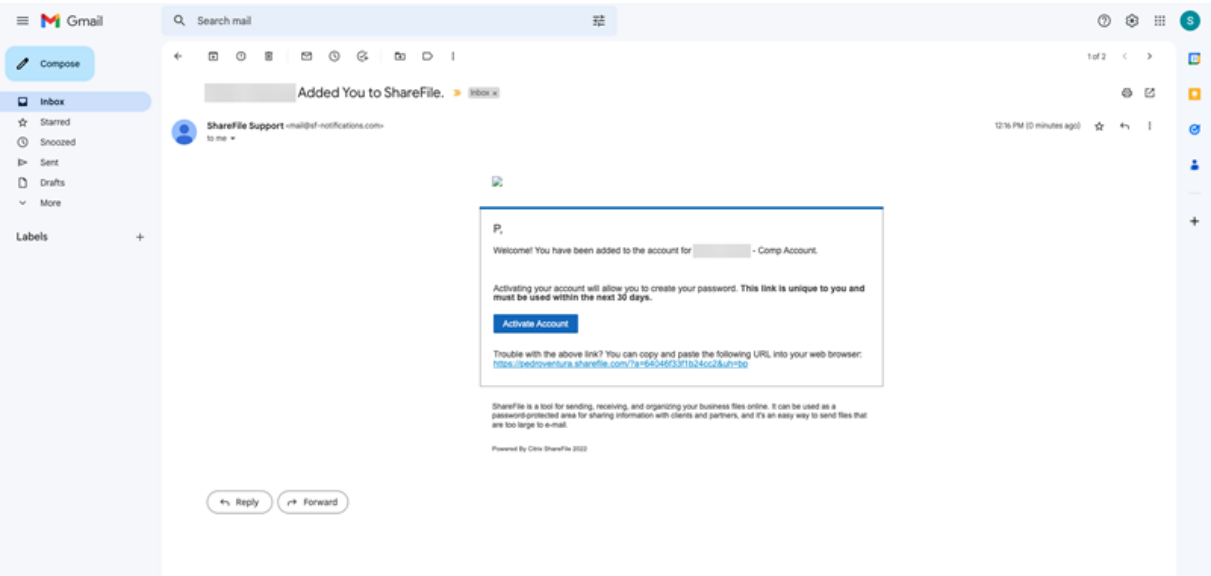 Gmail
Search mail
S
Compose
1 of 2
Inbox
Added You to ShareFile.
Inbox x
Starred
ShareFile Support <mail@sf-notifications.com>
12:16 PM (0 minutes ago)
to me
Snoozed
Sent
Drafts
More
Labels
P,
Welcome! You have been added to the account for - Comp Account.
Activating your account will allow you to create your password. This link is unique to you and
must be used within the next 30 days.
Activate Account
Trouble with the above link? You can copy and paste the following URL into your web browser:
https://pedroventura.sharefile.com/?a=64046f33f1b24cc2&uh=bp
ShareFile is a tool for sending, receiving, and organizing your business files online. It can be used as a
password-protected area for sharing information with clients and partners, and it's an easy way to send files that
are too large to e-mail.
Powered By Citrix ShareFile 2022
Reply
Forward